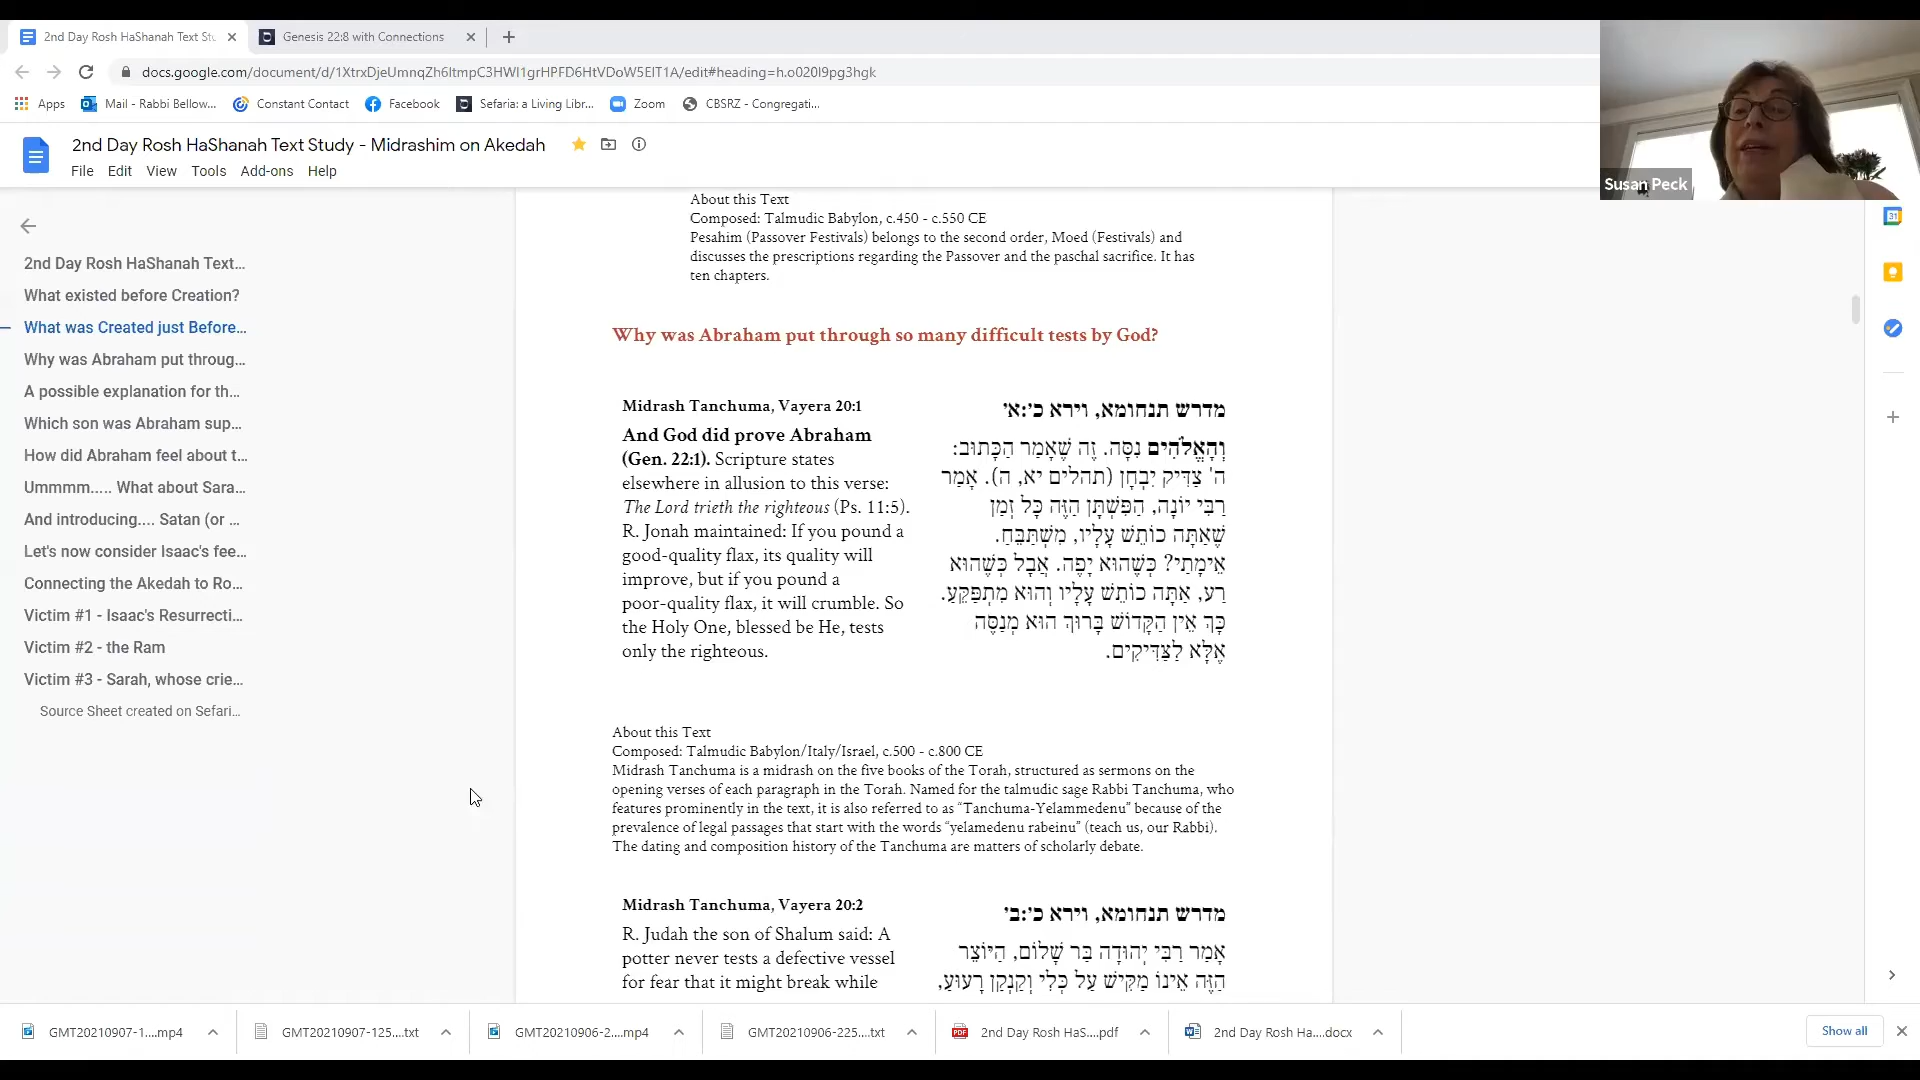 2nd Day Rosh HaShanah Text Stu
Genesis 22:8 with Connections
docs.google.com/document/d/1XtrxDjeUmnqZh6ltmpC3HWl1grHPFD6HtVDoW5ElT1A/edit#heading=h.o020l9pg3hgk
Apps
Mail - Rabbi Bellow...
Constant Contact
Facebook
Sefaria: a Living Libr...
Zoom
CBSRZ - Congregati...
2nd Day Rosh HaShanah Text Study - Midrashim on Akedah
File Edit View Tools Add-ons Help
Susan Peck
31
2nd Day Rosh HaShanah Text...
What existed before Creation?
What was Created just Before...
Why was Abraham put throug...
A possible explanation for th...
Which son was Abraham sup...
How did Abraham feel about t...
Ummmm..... What about Sara...
And introducing.... Satan (or ...
Let's now consider Isaac's fee...
Connecting the Akedah to Ro...
Victim #1 - Isaac's Resurrecti...
Victim #2 - the Ram
Victim #3 - Sarah, whose crie...
Source Sheet created on Sefari...
About this Text
Composed: Talmudic Babylon, c.450 - c.550 CE
Pesahim (Passover Festivals) belongs to the second order, Moed (Festivals) and
discusses the prescriptions regarding the Passover and the paschal sacrifice. It has
ten chapters.
Why was Abraham put through so many difficult tests by God?
Midrash Tanchuma, Vayera 20:1
And God did prove Abraham
(Gen. 22:1). Scripture states
elsewhere in allusion to this verse:
The Lord trieth the righteous (Ps. 11:5).
R. Jonah maintained: If you pound a
good-quality flax, its quality will
improve, but if you pound a
poor-quality flax, it will crumble. So
the Holy One, blessed be He, tests
only the righteous.
מדרש תנחומא, וירא כ׳:א׳
וְהָאֱלֹהִים נִסָּה. זֶה שֶׁאָמַר הַכָּתוּב:
ה' צַדִּיק יִבְחָן (תהלים יא, ה). אָמַר
רַבִּי יוֹנָה, הַפִּשְׁתָּן הַזֶּה כָּל זְמַן
שֶׁאַתָּה כוֹתֵשׁ עָלָיו, מִשְׁתַּבֵּחַ.
אֵימָתַי? כְּשֶׁהוּא יָפֶה. אֲבָל כְּשֶׁהוּא
רַע, אַתָּה כוֹתֵשׁ עָלָיו וְהוּא מִתְפַּקֵּעַ.
כָּךְ אֵין הַקָּדוֹשׁ בָּרוּךְ הוּא מְנַסֶּה
אֶלָּא לַצַּדִּיקִים.
About this Text
Composed: Talmudic Babylon/Italy/Israel, c.500 - c.800 CE
Midrash Tanchuma is a midrash on the five books of the Torah, structured as sermons on the
opening verses of each paragraph in the Torah. Named for the talmudic sage Rabbi Tanchuma, who
features prominently in the text, it is also referred to as “Tanchuma-Yelammedenu” because of the
prevalence of legal passages that start with the words “yelamedenu rabeinu” (teach us, our Rabbi).
The dating and composition history of the Tanchuma are matters of scholarly debate.
Midrash Tanchuma, Vayera 20:2
R. Judah the son of Shalum said: A
potter never tests a defective vessel
for fear that it might break while
מדרש תנחומא, וירא כ׳:ב׳
אָמַר רַבִּי יְהוּדָה בַּר שָׁלוֹם, הַיּוֹצֵר
הַזֶּה אֵינוֹ מַקִּישׁ עַל כְּלִי וְקַנְקַן רָעוּעַ,
GMT20210907-1....mp4
GMT20210907-125....txt
GMT20210906-2....mp4
GMT20210906-225....txt
2nd Day Rosh HaS....pdf
2nd Day Rosh Ha....docx
Show all